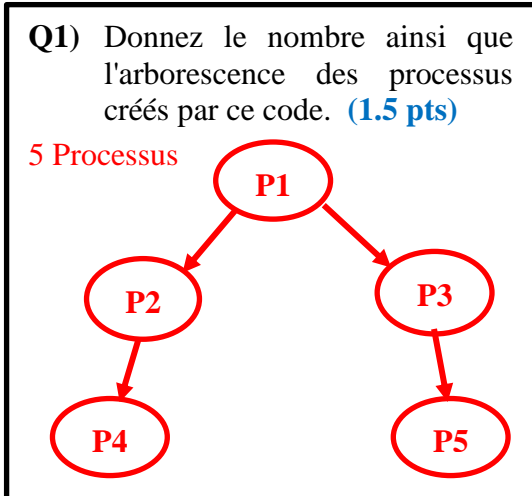 Q1) Donnez le nombre ainsi que
l'arborescence des processus
créés par ce code. (1.5 pts)
5 Processus
P1
P2
P3
P4
P5